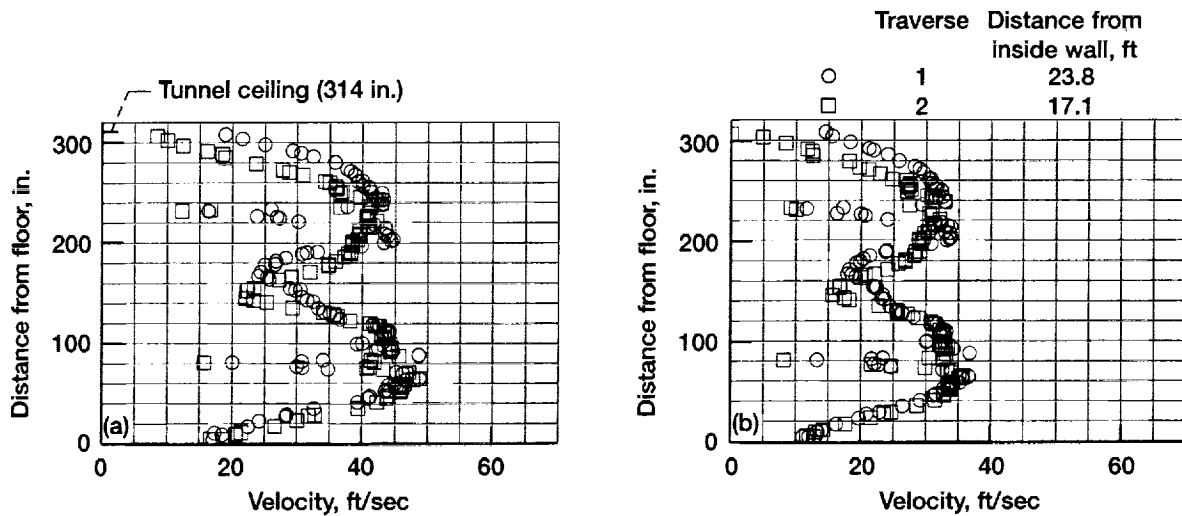 Traverse Distance from
inside wall, ft
1 23.8
2 17.1
Tunnel ceiling (314 in.)
300
200
100
0
Distance from floor, in.
(a)
0 20 40 60
Velocity, ft/sec
300
200
100
0
Distance from floor, in.
(b)
0 20 40 60
Velocity, ft/sec